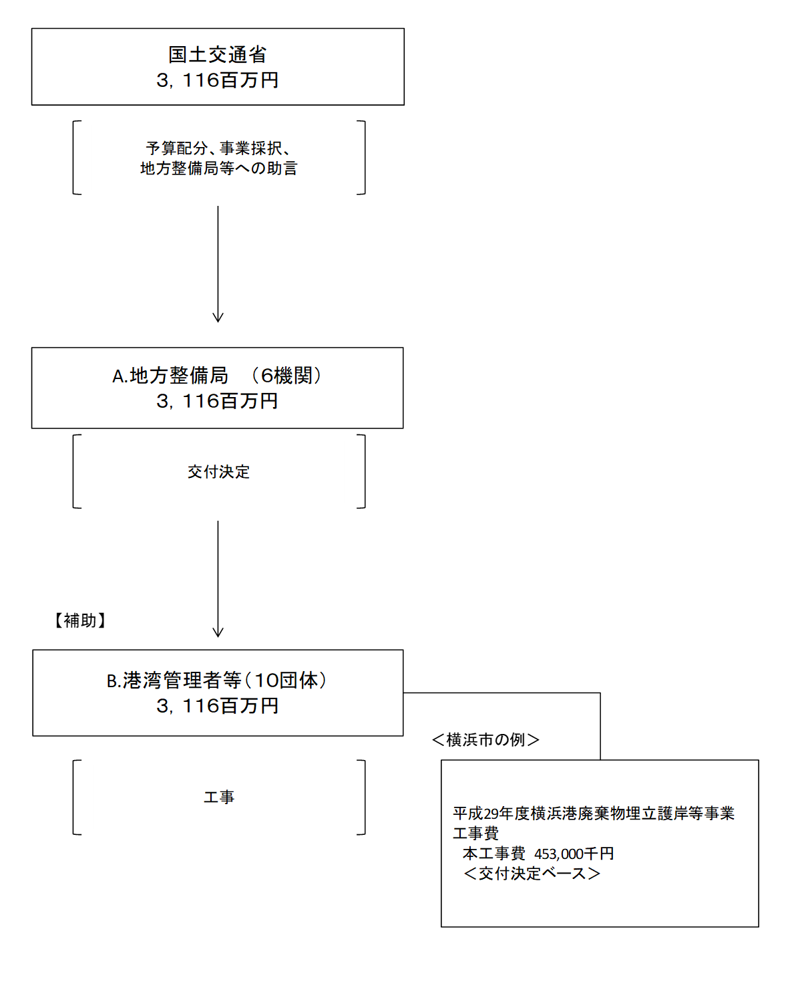 国土交通省
３，１１６百万円
予算配分、事業採択、
地方整備局等への助言
A.地方整備局　（６機関）
３，１１６百万円
交付決定
【補助】
B.港湾管理者等（１０団体）
３，１１６百万円
＜横浜市の例＞
工事
平成29年度横浜港廃棄物埋立護岸等事業
工事費
本工事費　453,000千円
＜交付決定ベース＞